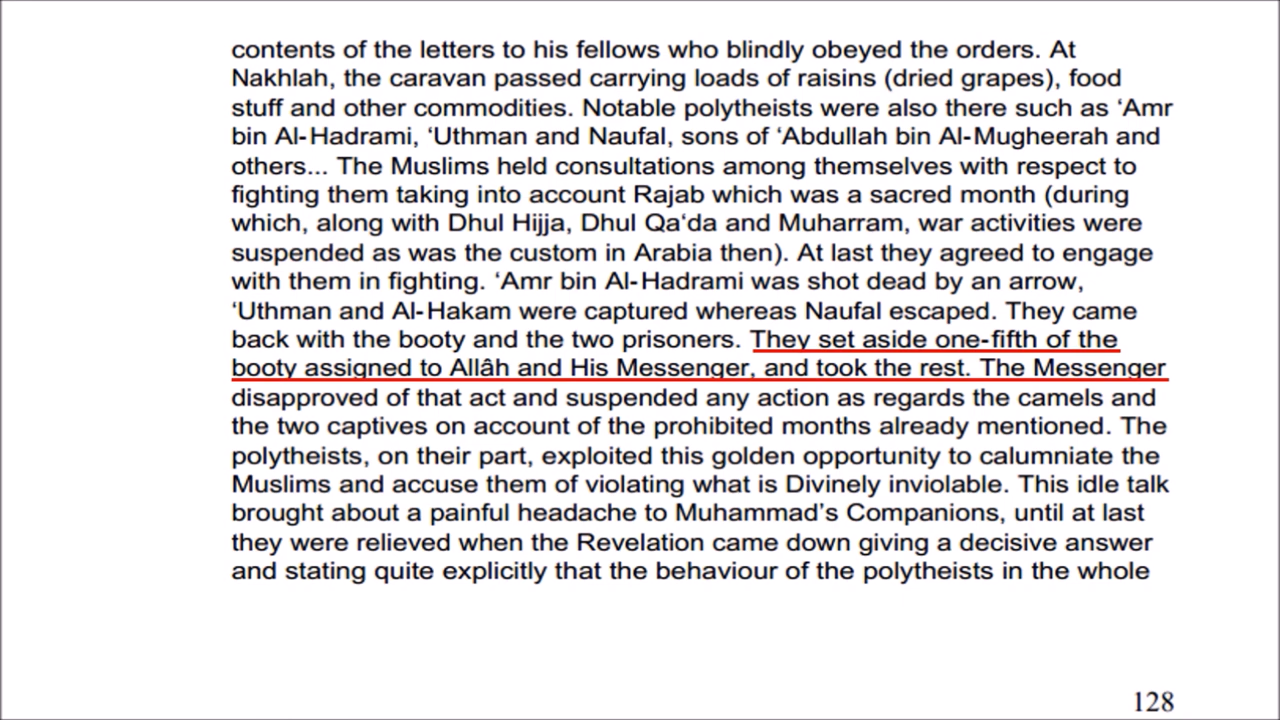 contents of the letters to his fellows who blindly obeyed the orders. At
Nakhlah, the caravan passed carrying loads of raisins (dried grapes), food
stuff and other commodities. Notable polytheists were also there such as ‘Amr
bin Al-Hadrami, ‘Uthman and Naufal, sons of ‘Abdullah bin Al-Mugheerah and
others... The Muslims held consultations among themselves with respect to
fighting them taking into account Rajab which was a sacred month (during
which, along with Dhul Hijja, Dhul Qa‘da and Muharram, war activities were
suspended as was the custom in Arabia then). At last they agreed to engage
with them in fighting. ‘Amr bin Al-Hadrami was shot dead by an arrow,
‘Uthman and Al-Hakam were captured whereas Naufal escaped. They came
back with the booty and the two prisoners. They set aside one-fifth of the
booty assigned to Allâh and His Messenger, and took the rest. The Messenger
disapproved of that act and suspended any action as regards the camels and
the two captives on account of the prohibited months already mentioned. The
polytheists, on their part, exploited this golden opportunity to calumniate the
Muslims and accuse them of violating what is Divinely inviolable. This idle talk
brought about a painful headache to Muhammad’s Companions, until at last
they were relieved when the Revelation came down giving a decisive answer
and stating quite explicitly that the behaviour of the polytheists in the whole
128